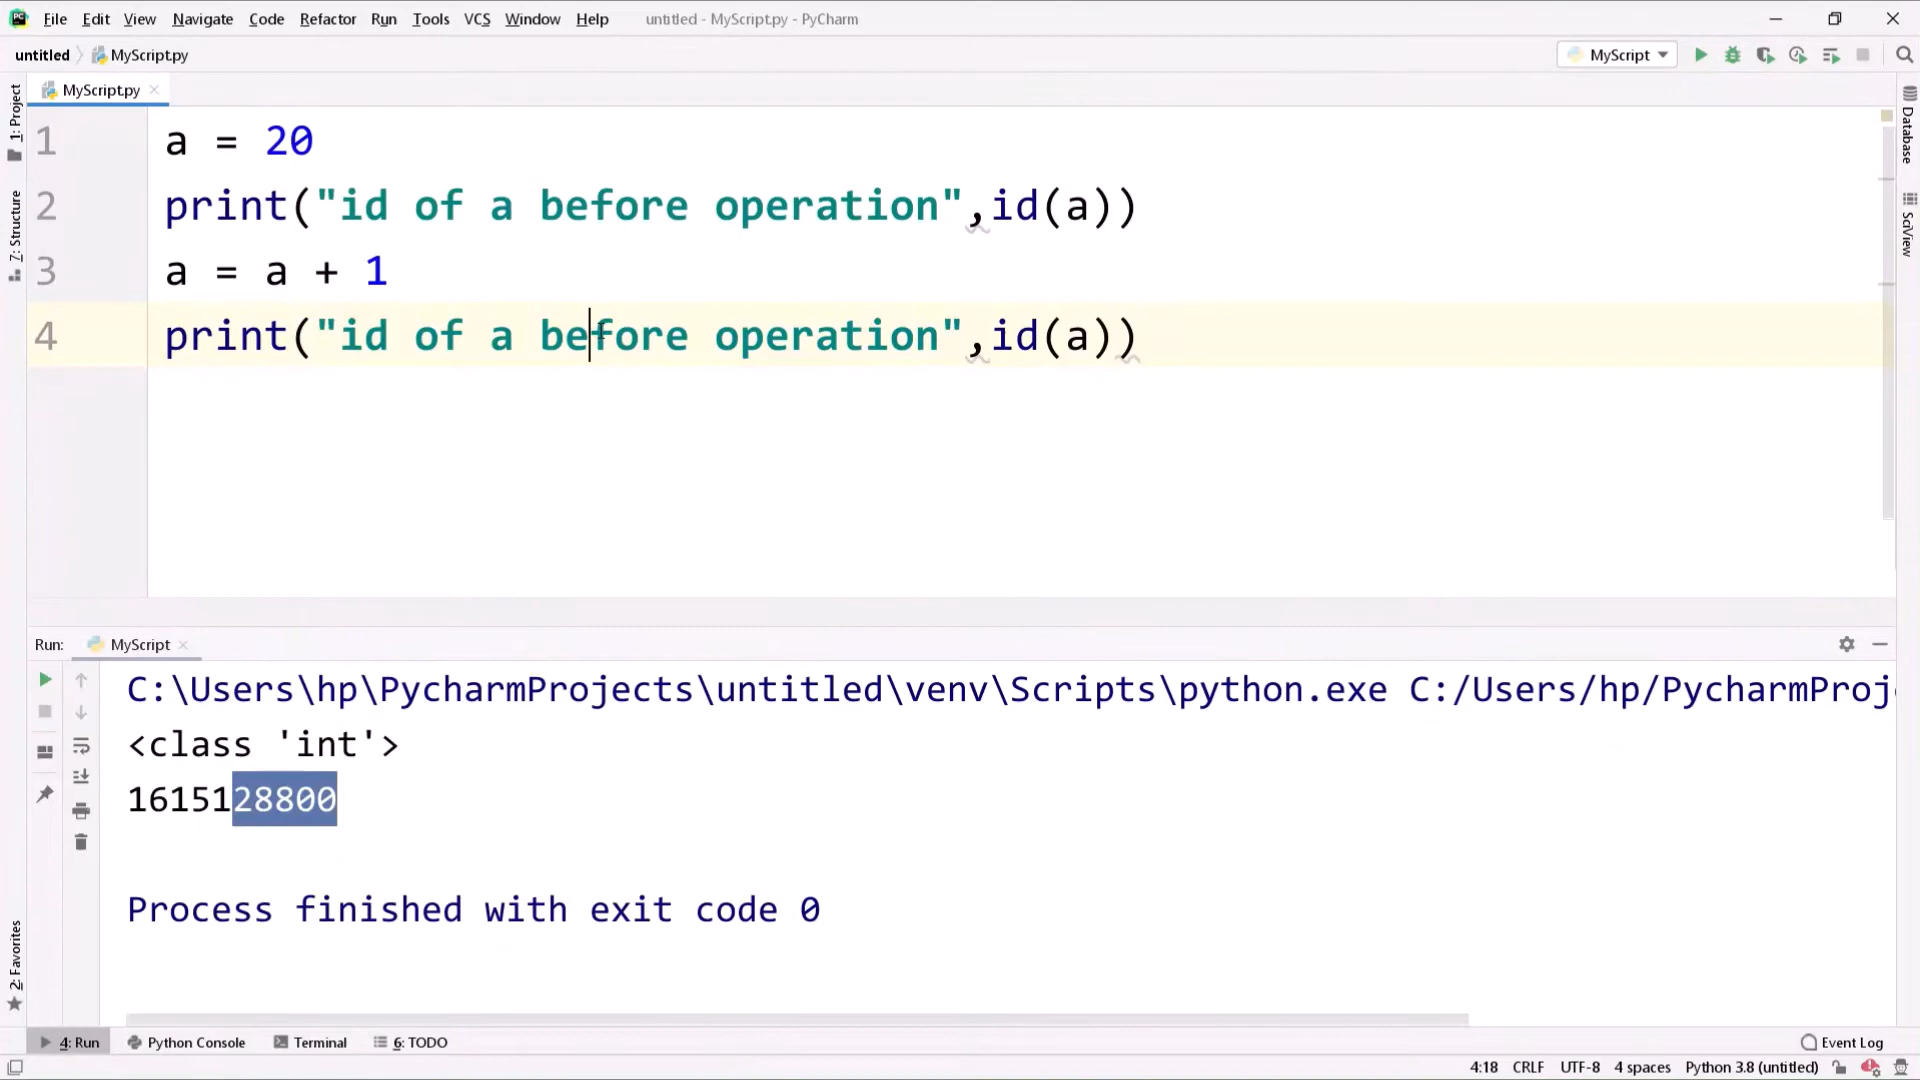 PC File Edit View Navigate Code Refactor Run Tools VCS Window Help untitled - MyScript.py - PyCharm
untitled MyScript.py MyScript
MyScript.py
1: Project
7: Structure
2: Favorites
Database
SciView
1 a = 20
2 print("id of a before operation",id(a))
3 a = a + 1
4 print("id of a before operation",id(a))
Run: MyScript
C:\Users\hp\PycharmProjects\untitled\venv\Scripts\python.exe C:/Users/hp/PycharmProj
<class 'int'>
1615128800
Process finished with exit code 0
4: Run Python Console Terminal 6: TODO Event Log
4:18 CRLF UTF-8 4 spaces Python 3.8 (untitled)